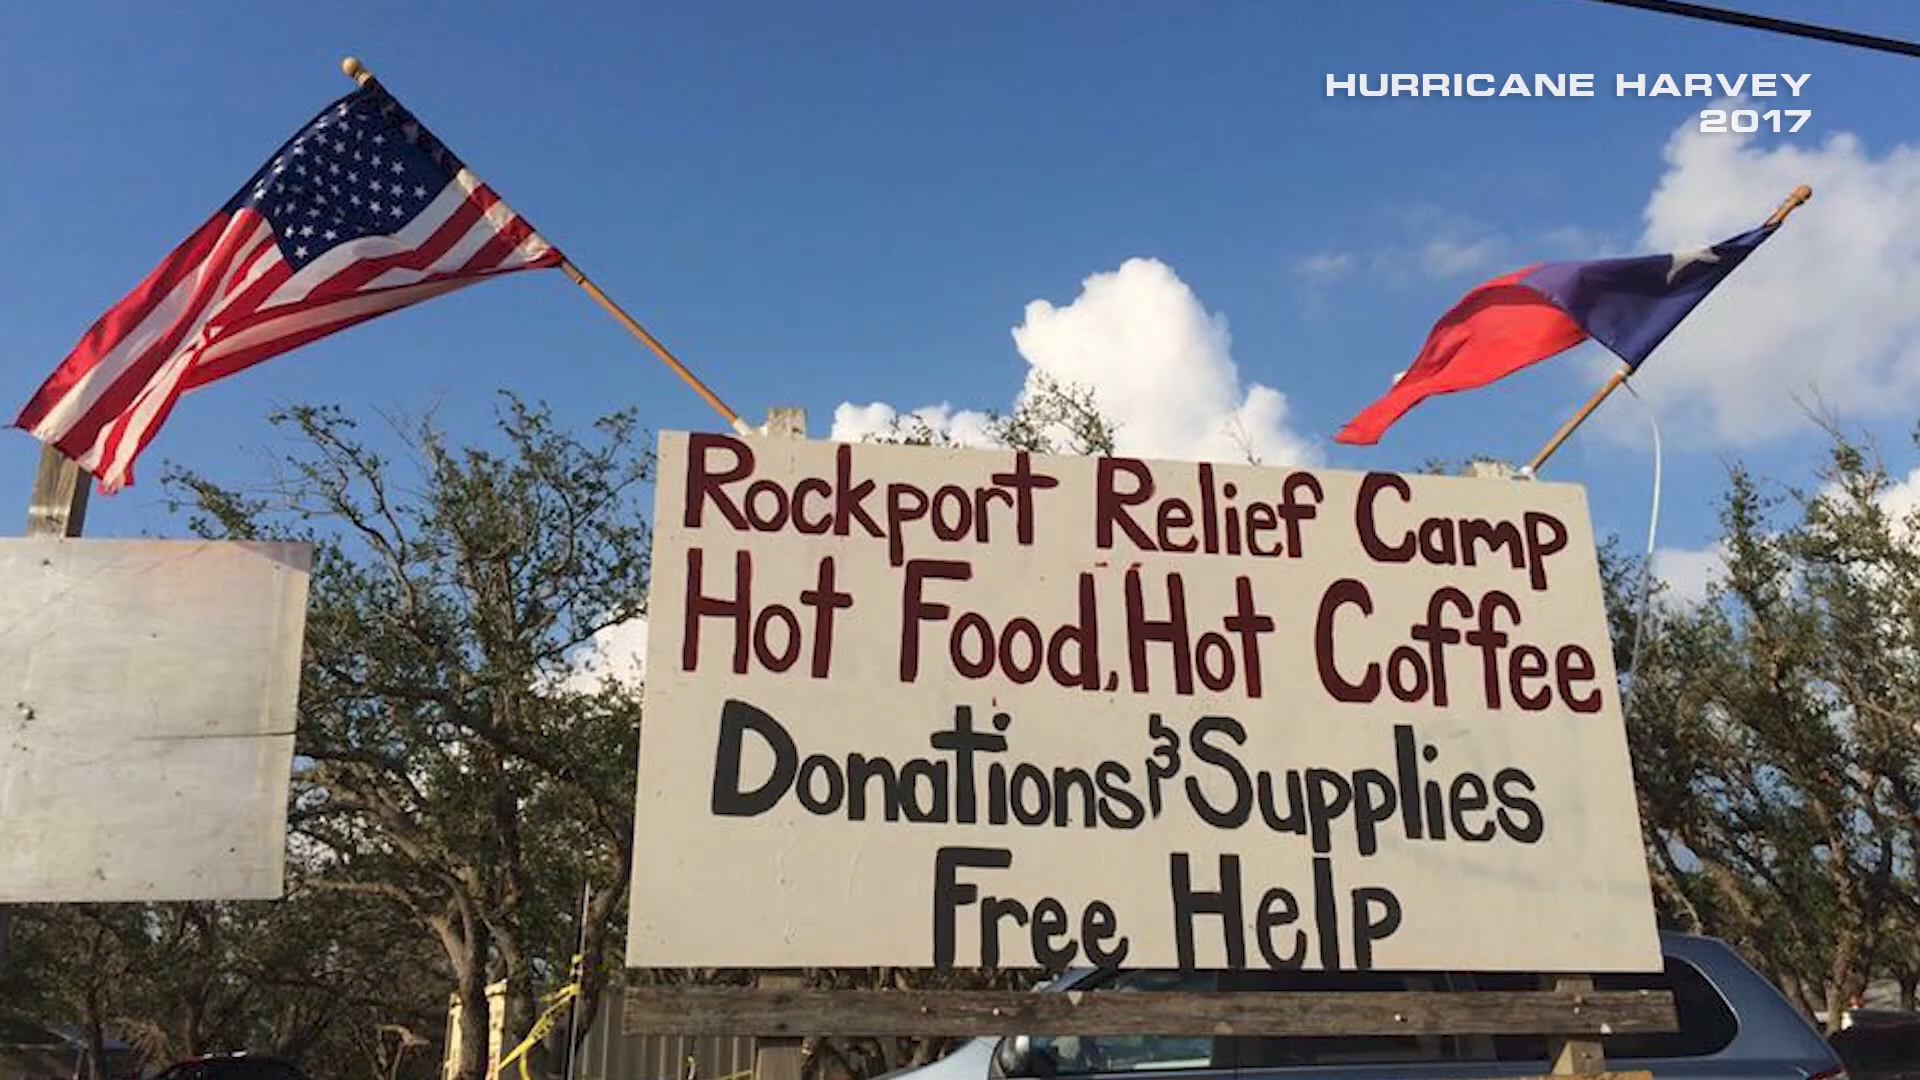 HURRICANE HARVEY
2017
Rockport Relief Camp
Hot Food, Hot Coffee
Donations & Supplies
Free Help